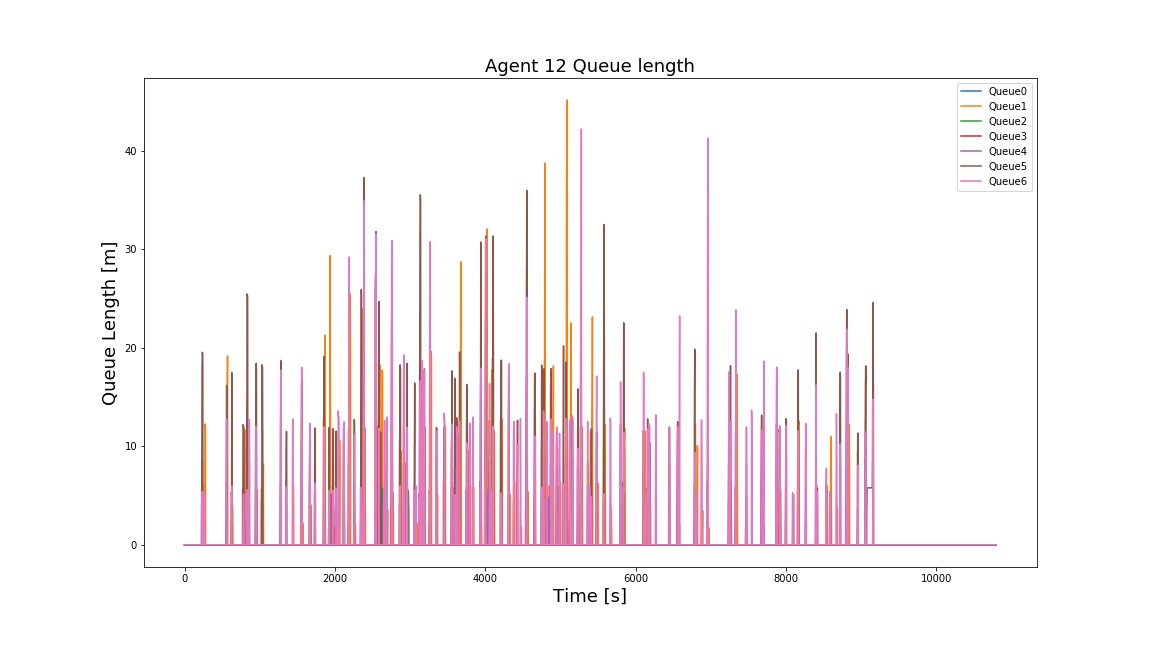 Agent 12 Queue length
Queue0
Queue1
Queue2
Queue3
Queue4
Queue5
Queue6
Queue Length [m]
40
30
20
10
0
0 2000 4000 6000 8000 10000
Time [s]